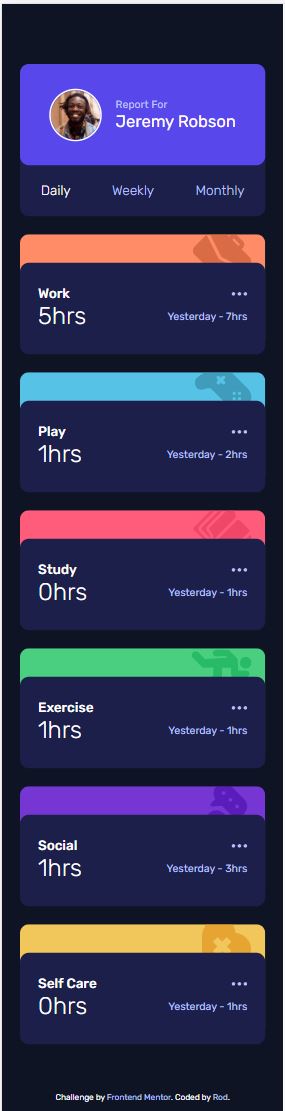 Report For
Jeremy Robson
Daily Weekly Monthly
Work
5hrs Yesterday - 7hrs
Play
1hrs Yesterday - 2hrs
Study
0hrs Yesterday - 1hrs
Exercise
1hrs Yesterday - 1hrs
Social
1hrs Yesterday - 3hrs
Self Care
0hrs Yesterday - 1hrs
Challenge by Frontend Mentor. Coded by Rod.